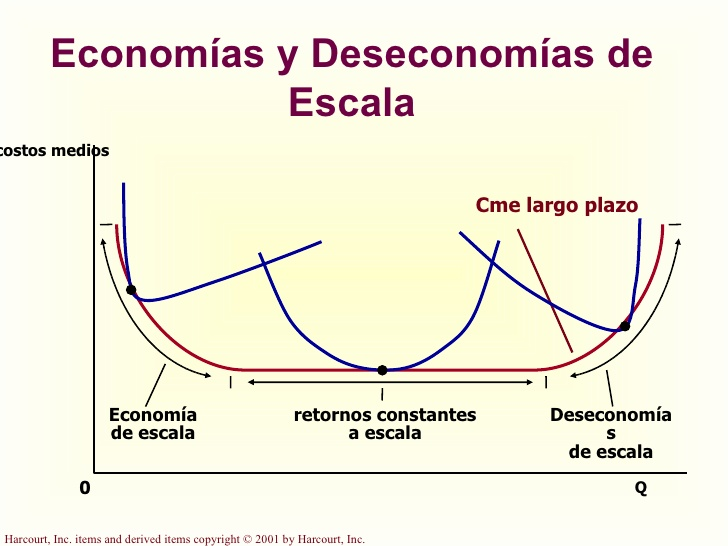 Economías y Deseconomías de
Escala
costos medios
Cme largo plazo
Economía
de escala
retornos constantes
a escala
Deseconomía
s
de escala
0
Q
Harcourt, Inc. items and derived items copyright © 2001 by Harcourt, Inc.